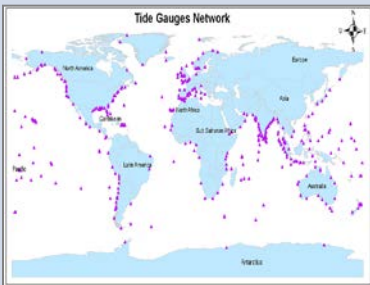 Tide Gauges Network
N
E
Europe
North America
Asia
North Africa
Caribbean
Sub Saharan Africa
Pacific
Latin America
Australia
Antarctica